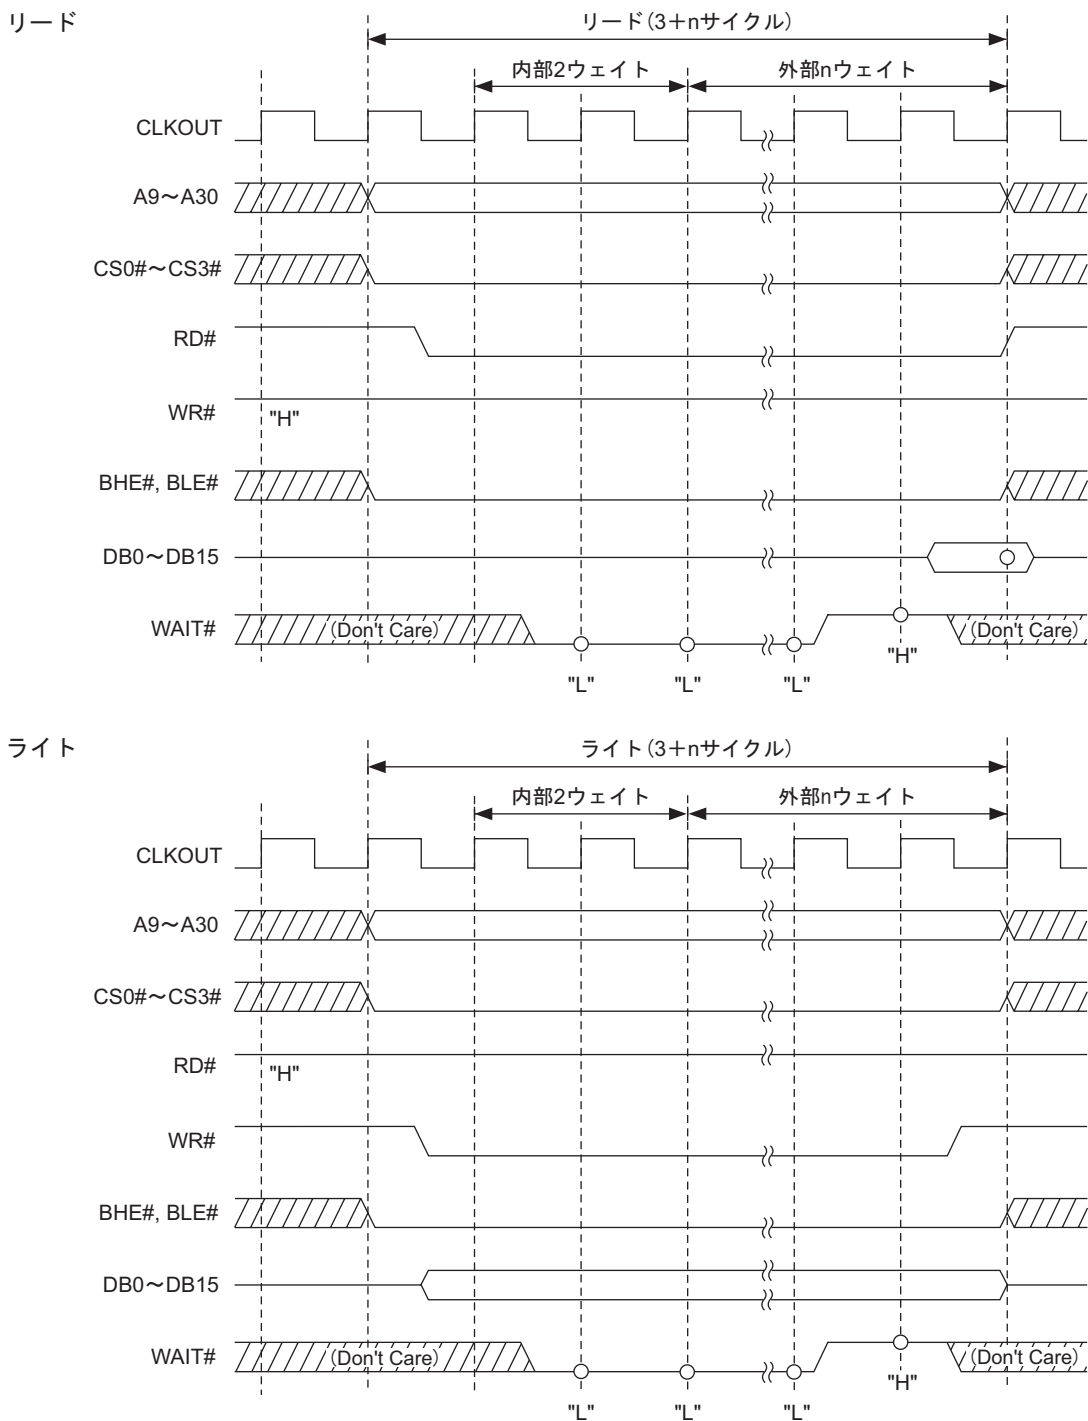 リード
リード(3+nサイクル)
内部2ウェイト
外部nウェイト
CLKOUT
A9～A30
CS0#～CS3#
RD#
WR#
"H"
BHE#, BLE#
DB0～DB15
WAIT#
(Don't Care)
(Don't Care)
"H"
"L"
"L"
"L"
ライト
ライト(3+nサイクル)
内部2ウェイト
外部nウェイト
CLKOUT
A9～A30
CS0#～CS3#
RD#
"H"
WR#
BHE#, BLE#
DB0～DB15
WAIT#
(Don't Care)
(Don't Care)
"H"
"L"
"L"
"L"